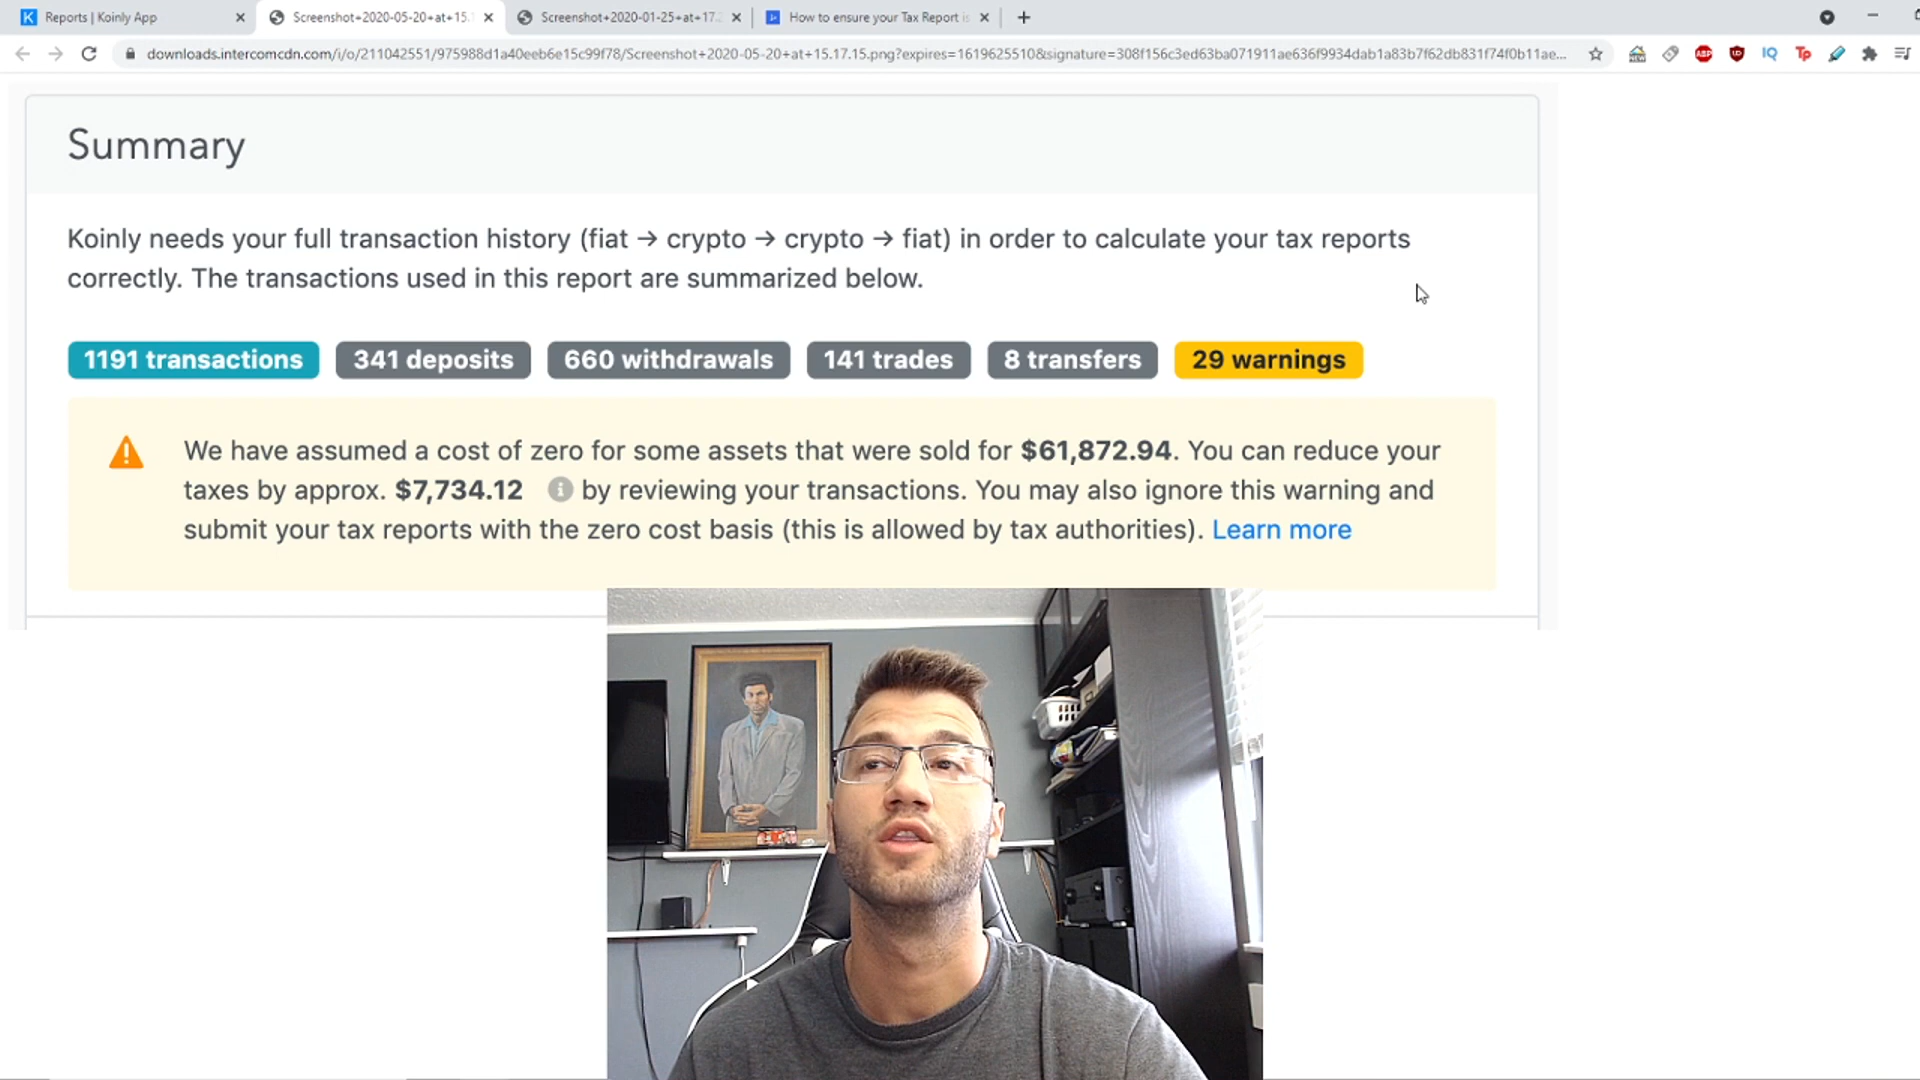 Reports | Koinly App
Screenshot+2020-05-20+at+15.
Screenshot+2020-01-25+at+17.2
How to ensure your Tax Report is
downloads.intercomcdn.com/i/o/211042551/975988d1a40eeb6e15c99f78/Screenshot+2020-05-20+at+15.17.15.png?expires=1619625510&signature=308f156c3ed63ba071911ae636f9934dab1a83b7f62db831f74f0b11ae...
Summary
Koinly needs your full transaction history (fiat → crypto → crypto → fiat) in order to calculate your tax reports
correctly. The transactions used in this report are summarized below.
1191 transactions 341 deposits 660 withdrawals 141 trades 8 transfers 29 warnings
We have assumed a cost of zero for some assets that were sold for $61,872.94. You can reduce your
taxes by approx. $7,734.12 by reviewing your transactions. You may also ignore this warning and
submit your tax reports with the zero cost basis (this is allowed by tax authorities). Learn more